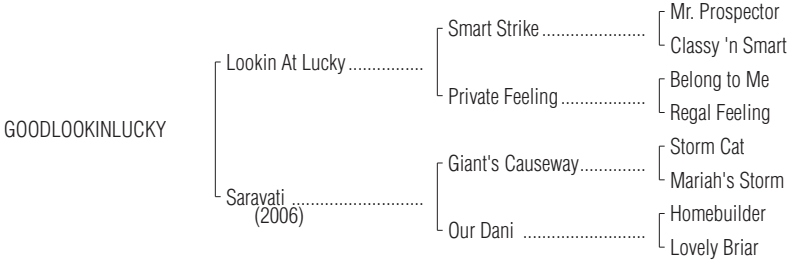 Mr. Prospector
Smart Strike ......................
Classy 'n Smart
Lookin At Lucky ................
Belong to Me
Private Feeling ..................
Regal Feeling
GOODLOOKINLUCKY
Storm Cat
Giant's Causeway..............
Mariah's Storm
Saravati ............................
(2006)
Homebuilder
Our Dani ..........................
Lovely Briar